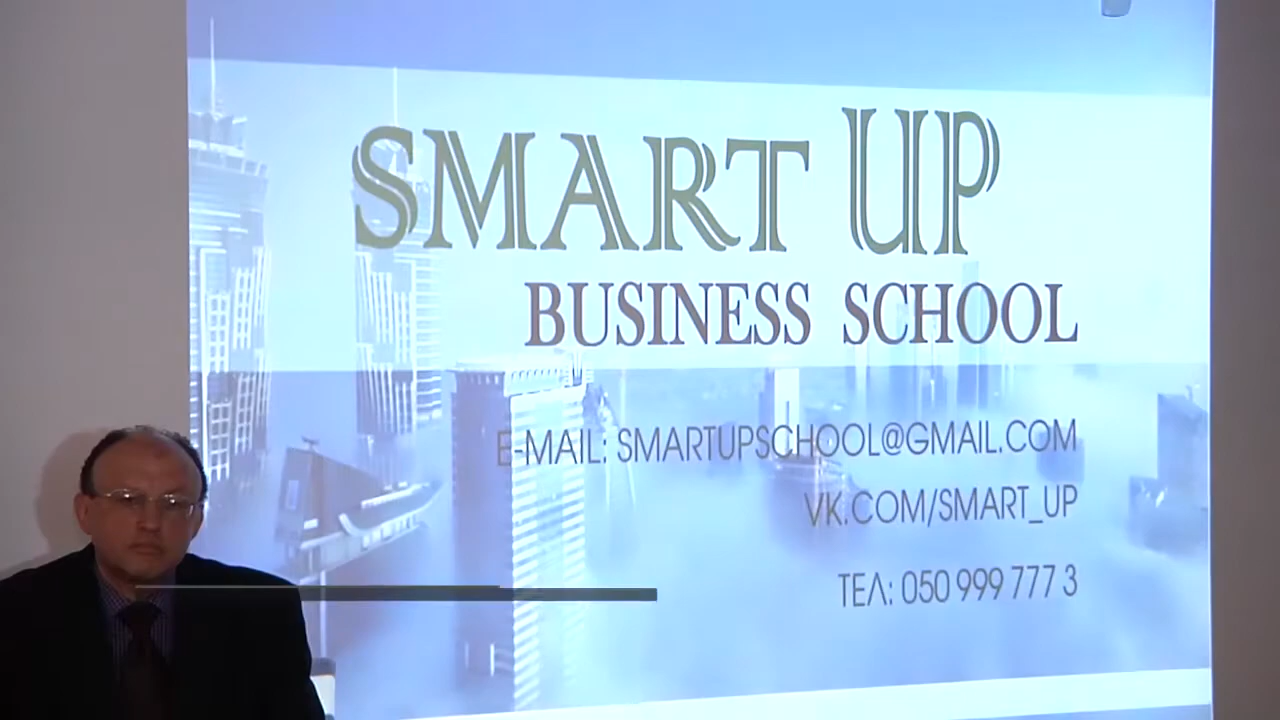 SMART UP
BUSINESS SCHOOL
E-MAIL: SMARTUPSCHOOL@GMAIL.COM
VK.COM/SMART_UP
ТЕЛ: 050 999 777 3